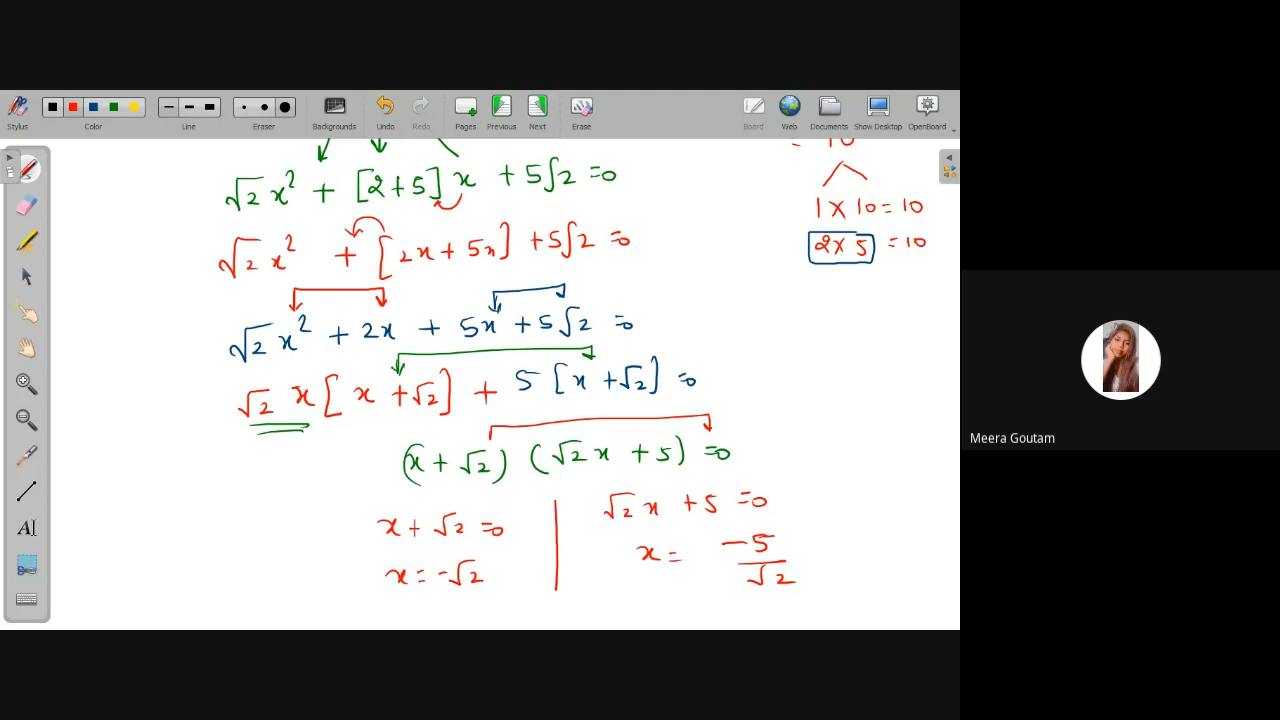 Stylus Color Line Eraser Backgrounds Undo Redo Pages Previous Next Erase Board Web Documents Show Desktop OpenBoard
= 10
√2 x² + [2+5] x + 5√2 =0
1 × 10 = 10
2 × 5 = 10
√2 x² + [2x + 5x] + 5√2 =0
√2 x² + 2x + 5x + 5√2 =0
√2 x [ x + √2 ] + 5 [ x + √2 ] =0
(x + √2) (√2 x + 5) =0
x + √2 =0
√2 x + 5 =0
x = -√2
x = -5/√2
Meera Goutam